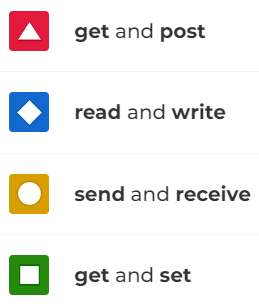 get and post
read and write
send and receive
get and set